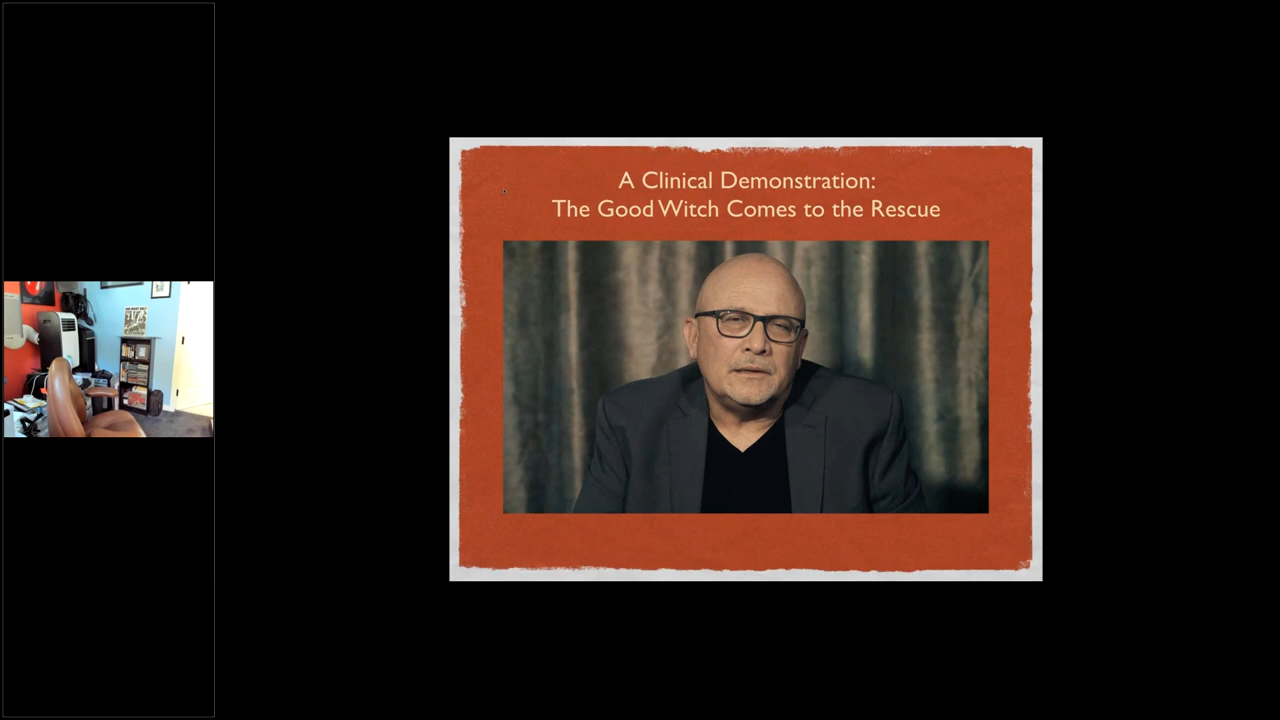 A Clinical Demonstration:
The Good Witch Comes to the Rescue